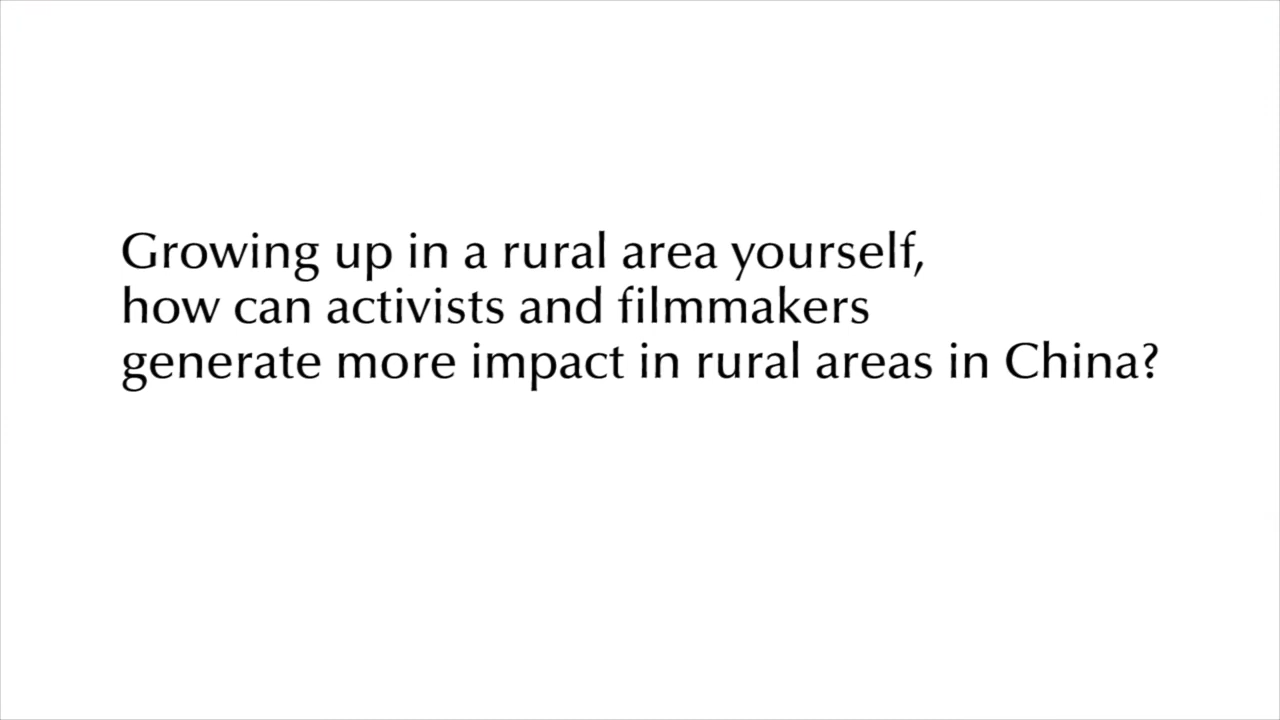 Growing up in a rural area yourself,
how can activists and filmmakers
generate more impact in rural areas in China?